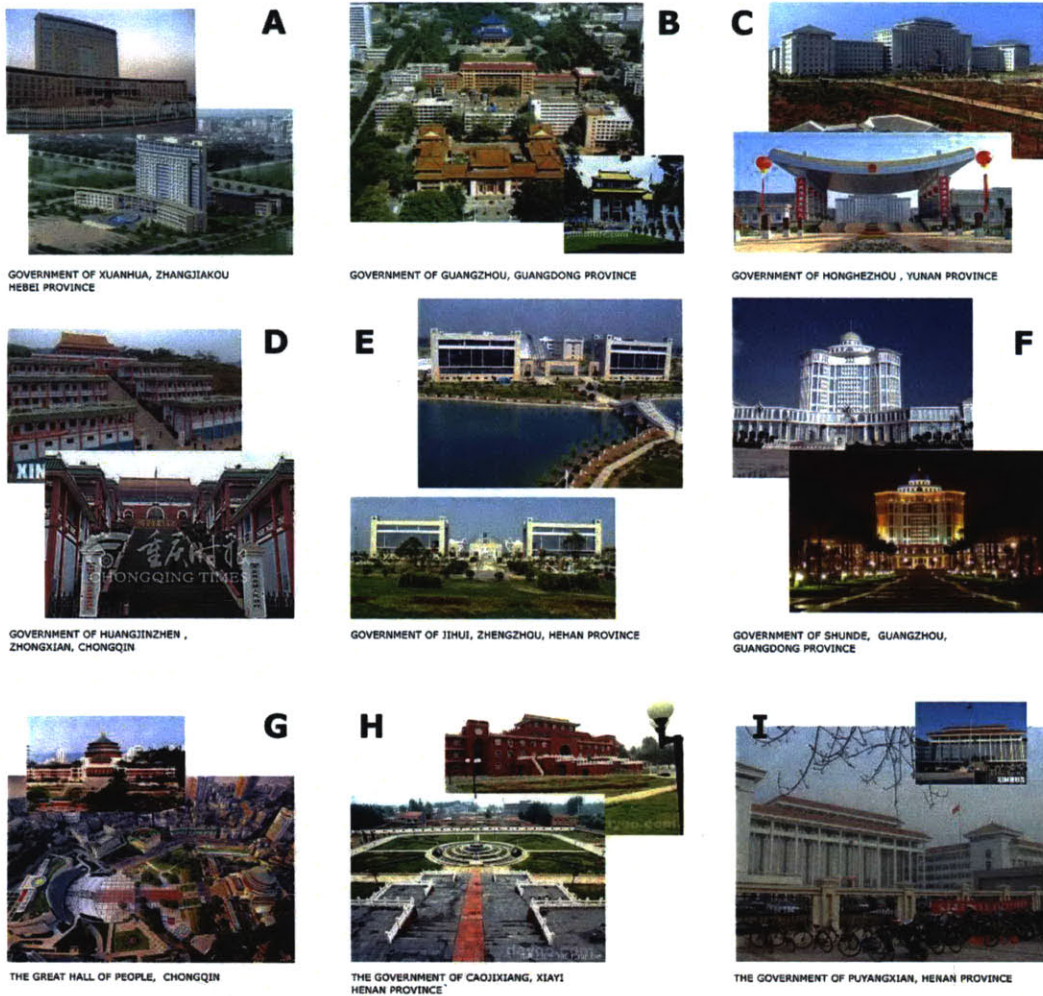 A
B
C
GOVERNMENT OF XUANHUA, ZHANGJIAKOU
HEBEI PROVINCE
GOVERNMENT OF GUANGZHOU, GUANGDONG PROVINCE
GOVERNMENT OF HONGHEZHOU , YUNAN PROVINCE
D
E
F
XIN
重庆时报
CHONGQING TIMES
GOVERNMENT OF HUANGJINZHEN ,
ZHONGXIAN, CHONGQIN
GOVERNMENT OF JIHUI, ZHENGZHOU, HEHAN PROVINCE
GOVERNMENT OF SHUNDE, GUANGZHOU,
GUANGDONG PROVINCE
G
H
I
THE GREAT HALL OF PEOPLE, CHONGQIN
THE GOVERNMENT OF CAOJIXIANG, XIAYI
HENAN PROVINCE`
THE GOVERNMENT OF PUYANGXIAN, HENAN PROVINCE